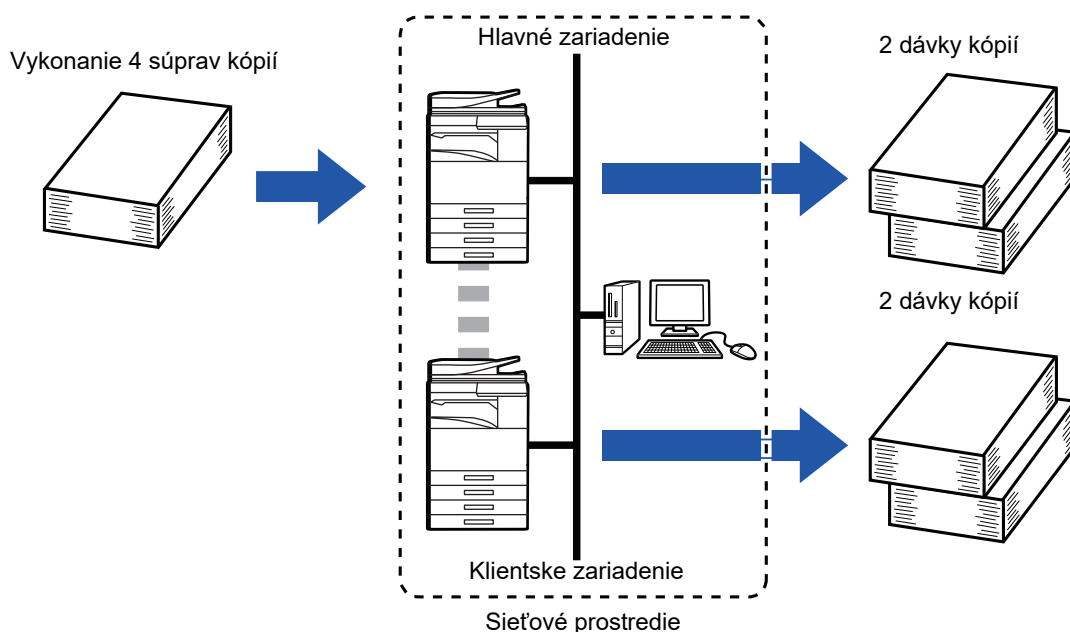 Vykonanie 4 súprav kópií
Hlavné zariadenie
2 dávky kópií
2 dávky kópií
Klientske zariadenie
Sieťové prostredie